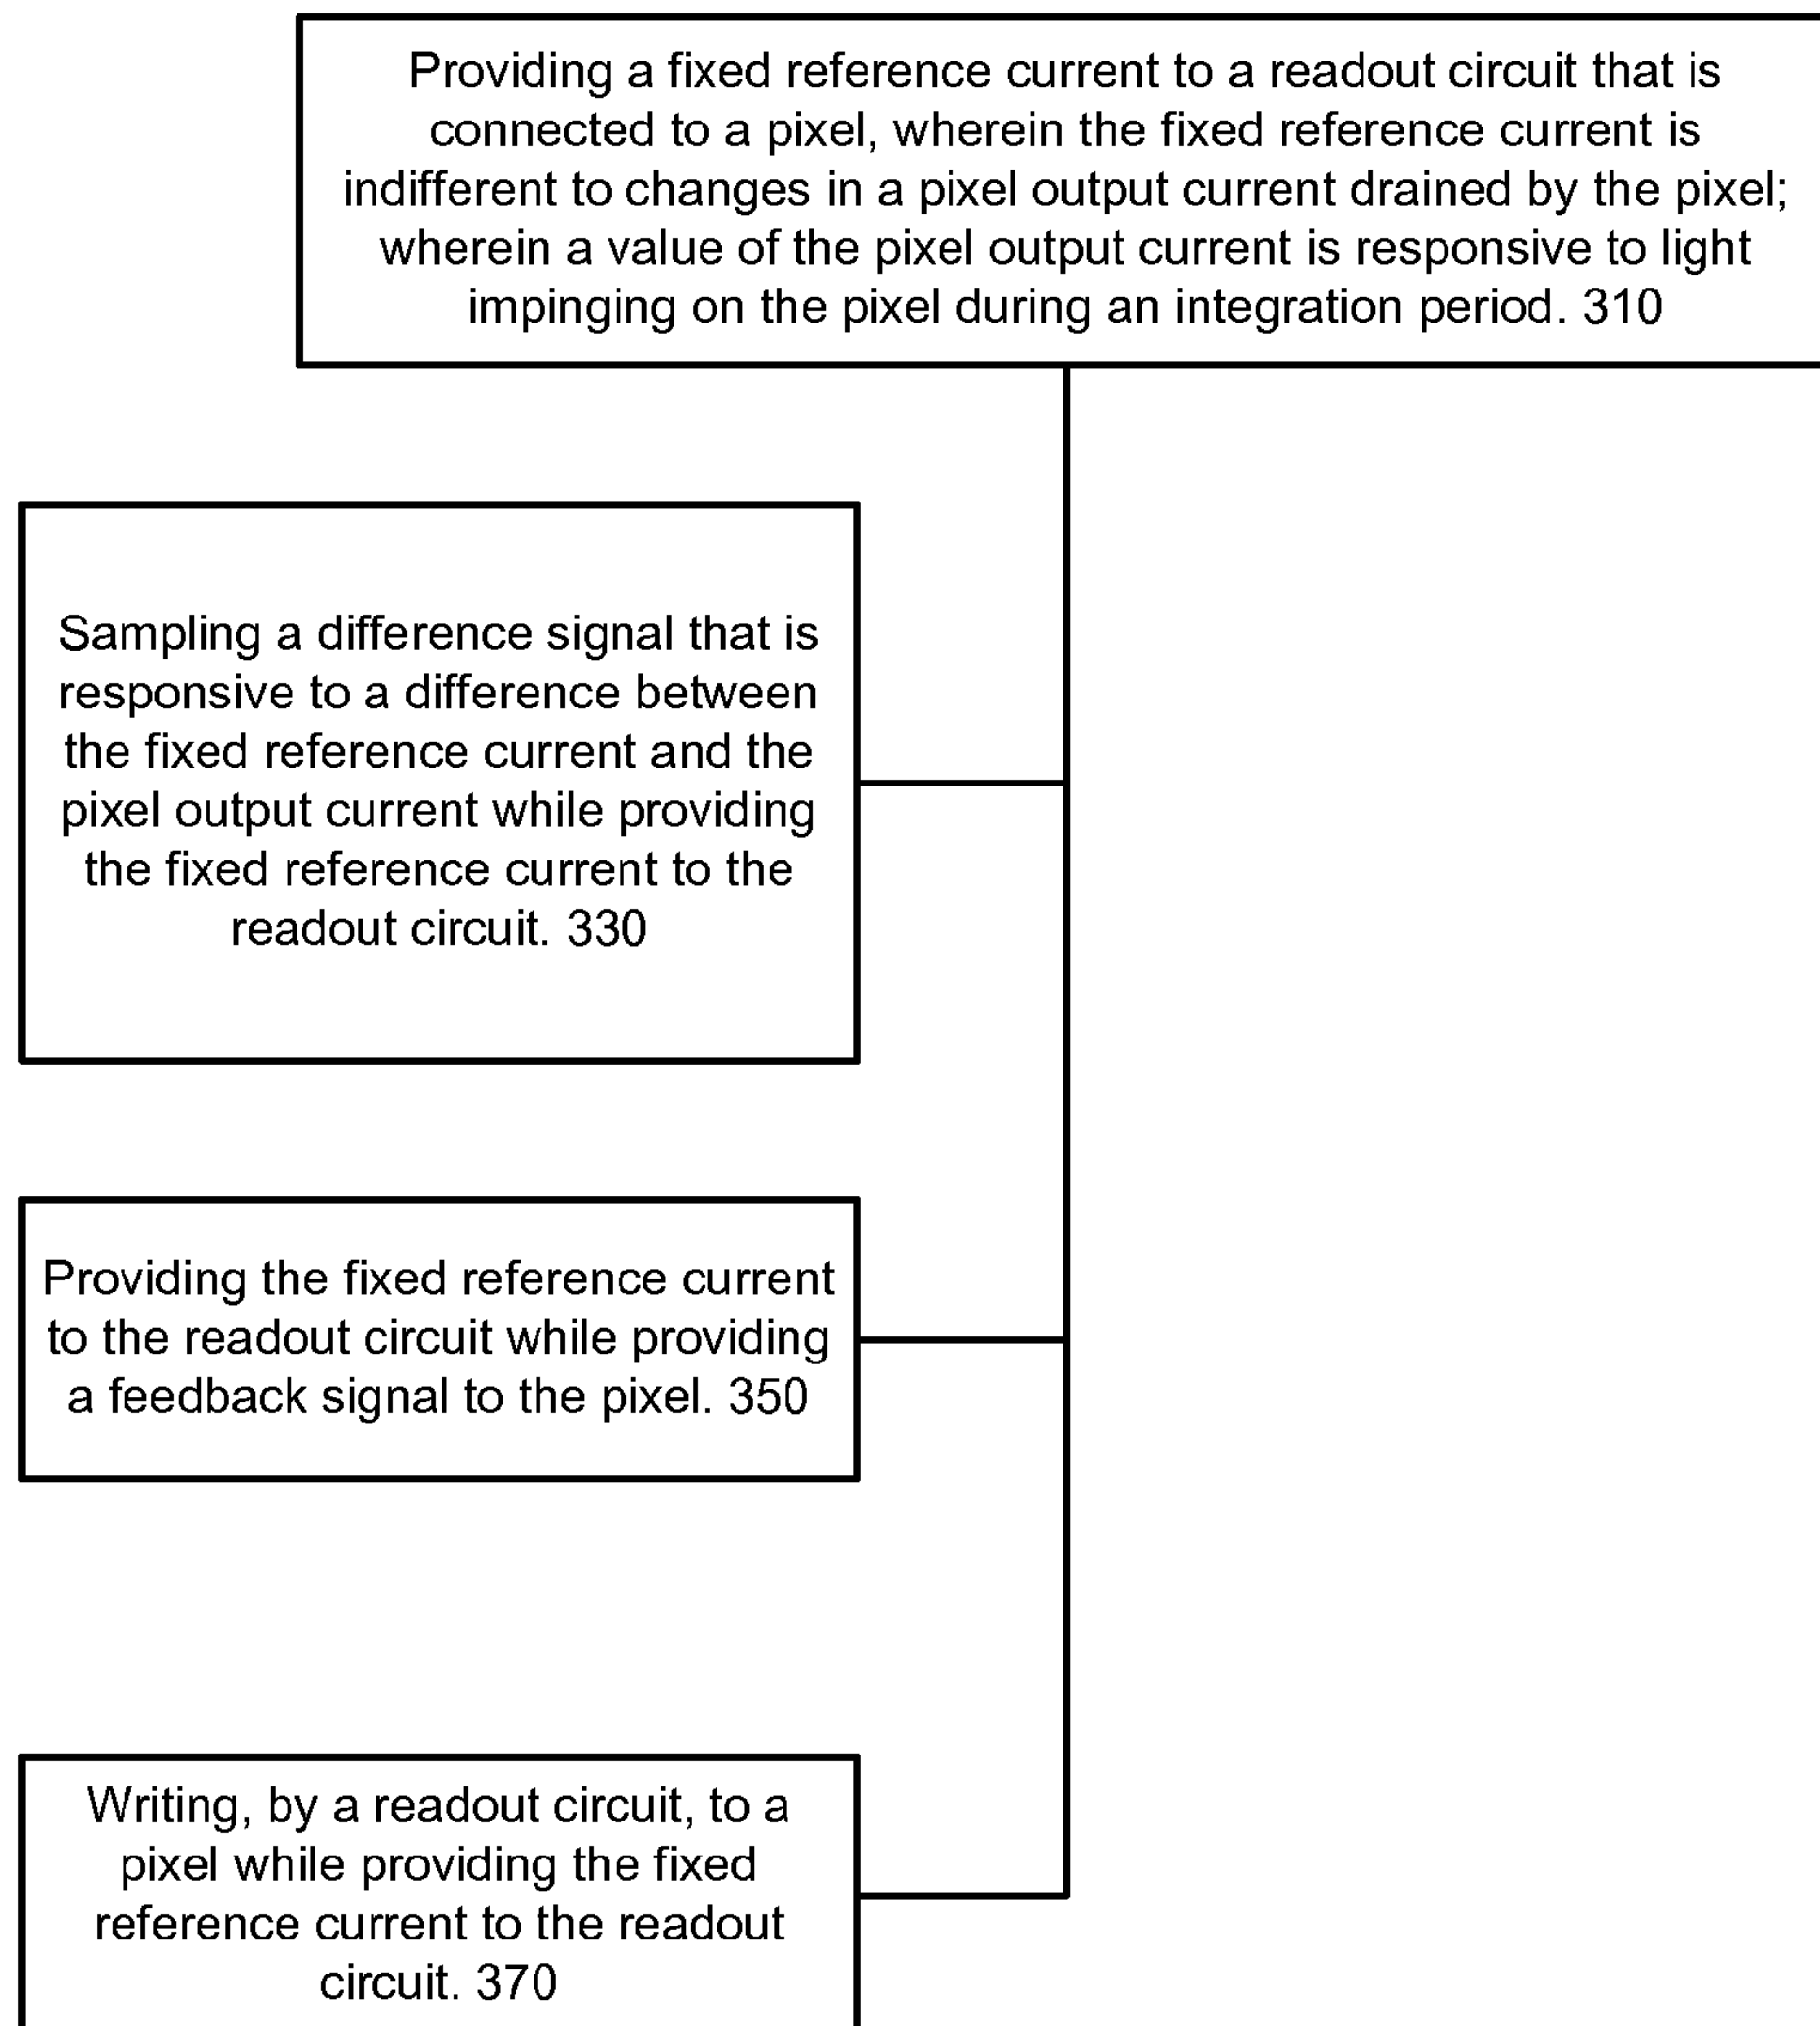 Providing a fixed reference current to a readout circuit that is
connected to a pixel, wherein the fixed reference current is
indifferent to changes in a pixel output current drained by the pixel;
wherein a value of the pixel output current is responsive to light
impinging on the pixel during an integration period. 310
Sampling a difference signal that is
responsive to a difference between
the fixed reference current and the
pixel output current while providing
the fixed reference current to the
readout circuit. 330
Providing the fixed reference current
to the readout circuit while providing
a feedback signal to the pixel. 350
Writing, by a readout circuit, to a
pixel while providing the fixed
reference current to the readout
circuit. 370